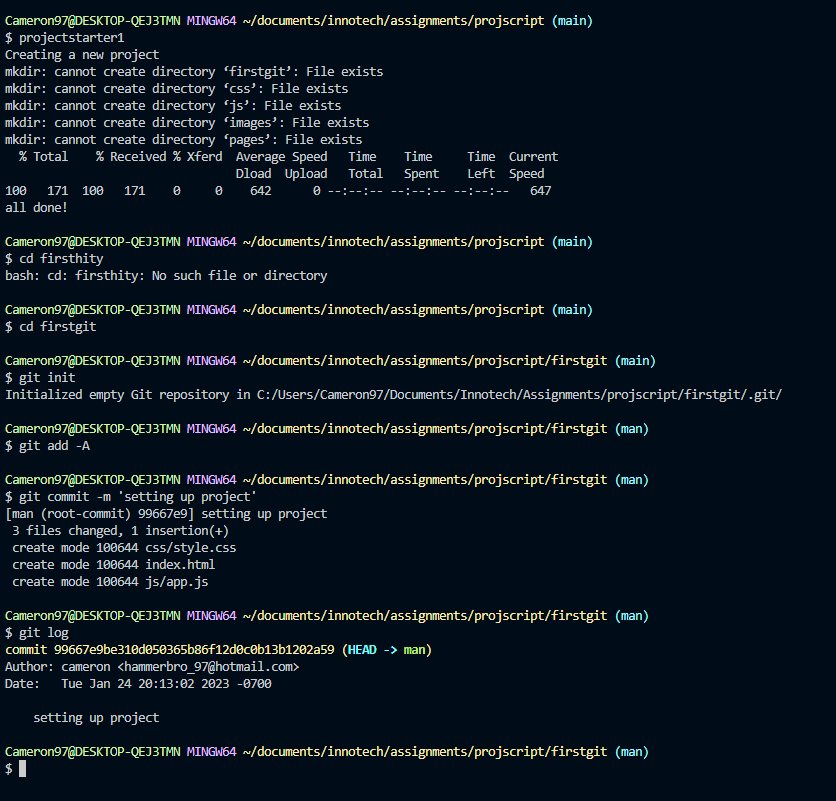 Cameron97@DESKTOP-QEJ3TMN MINGW64 ~/documents/innotech/assignments/projscript (main)
$ projectstarter1
Creating a new project
mkdir: cannot create directory ‘firstgit’: File exists
mkdir: cannot create directory ‘css’: File exists
mkdir: cannot create directory ‘js’: File exists
mkdir: cannot create directory ‘images’: File exists
mkdir: cannot create directory ‘pages’: File exists
  % Total    % Received % Xferd  Average Speed   Time    Time     Time  Current
                                 Dload  Upload   Total   Spent    Left  Speed
100   171  100   171    0     0    642      0 --:--:-- --:--:-- --:--:--   647
all done!
Cameron97@DESKTOP-QEJ3TMN MINGW64 ~/documents/innotech/assignments/projscript (main)
$ cd firsthity
bash: cd: firsthity: No such file or directory
Cameron97@DESKTOP-QEJ3TMN MINGW64 ~/documents/innotech/assignments/projscript (main)
$ cd firstgit
Cameron97@DESKTOP-QEJ3TMN MINGW64 ~/documents/innotech/assignments/projscript/firstgit (main)
$ git init
Initialized empty Git repository in C:/Users/Cameron97/Documents/Innotech/Assignments/projscript/firstgit/.git/
Cameron97@DESKTOP-QEJ3TMN MINGW64 ~/documents/innotech/assignments/projscript/firstgit (man)
$ git add -A
Cameron97@DESKTOP-QEJ3TMN MINGW64 ~/documents/innotech/assignments/projscript/firstgit (man)
$ git commit -m 'setting up project'
[man (root-commit) 99667e9] setting up project
 3 files changed, 1 insertion(+)
 create mode 100644 css/style.css
 create mode 100644 index.html
 create mode 100644 js/app.js
Cameron97@DESKTOP-QEJ3TMN MINGW64 ~/documents/innotech/assignments/projscript/firstgit (man)
$ git log
commit 99667e9be310d050365b86f12d0c0b13b1202a59 (HEAD -> man)
Author: cameron <hammerbro_97@hotmail.com>
Date:   Tue Jan 24 20:13:02 2023 -0700
    setting up project
Cameron97@DESKTOP-QEJ3TMN MINGW64 ~/documents/innotech/assignments/projscript/firstgit (man)
$